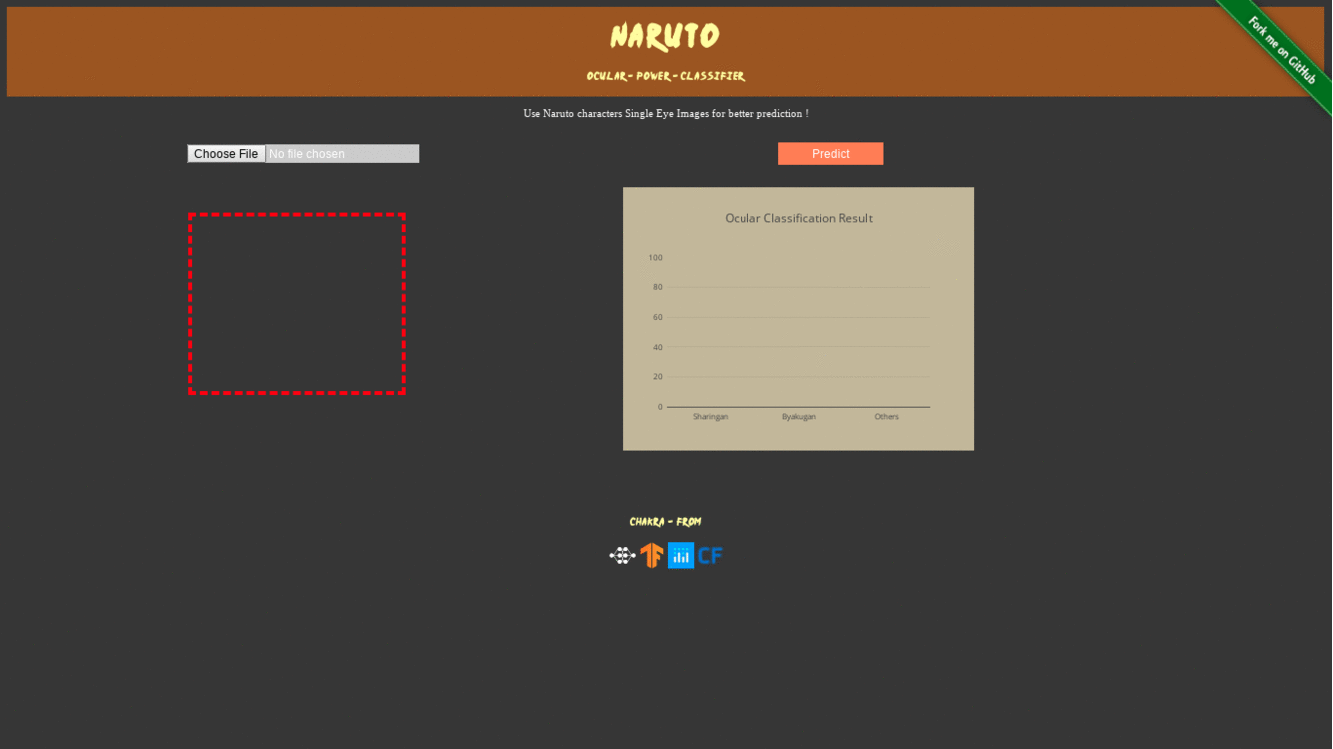 NARUTO
OCULAR - POWER - CLASSIFIER
Fork me on GitHub
Use Naruto characters Single Eye Images for better prediction !
Choose File No file chosen
Predict
Ocular Classification Result
100
80
60
40
20
0
Sharingan Byakugan Others
CHAKRA - FROM
CF